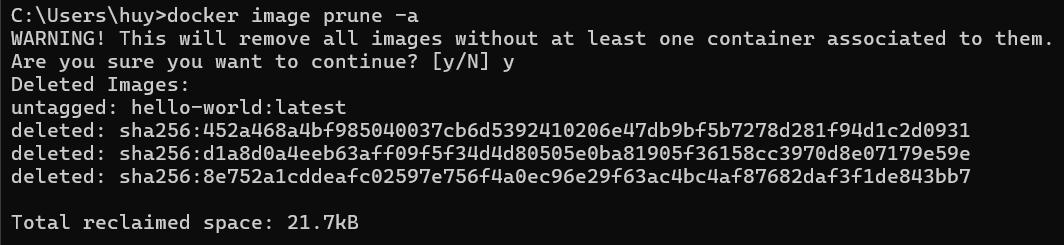 C:\Users\huy>docker image prune -a
WARNING! This will remove all images without at least one container associated to them.
Are you sure you want to continue? [y/N] y
Deleted Images:
untagged: hello-world:latest
deleted: sha256:452a468a4bf985040037cb6d5392410206e47db9bf5b7278d281f94d1c2d0931
deleted: sha256:d1a8d0a4eeb63aff09f5f34d4d80505e0ba81905f36158cc3970d8e07179e59e
deleted: sha256:8e752a1cddeafc02597e756f4a0ec96e29f63ac4bc4af87682daf3f1de843bb7
Total reclaimed space: 21.7kB